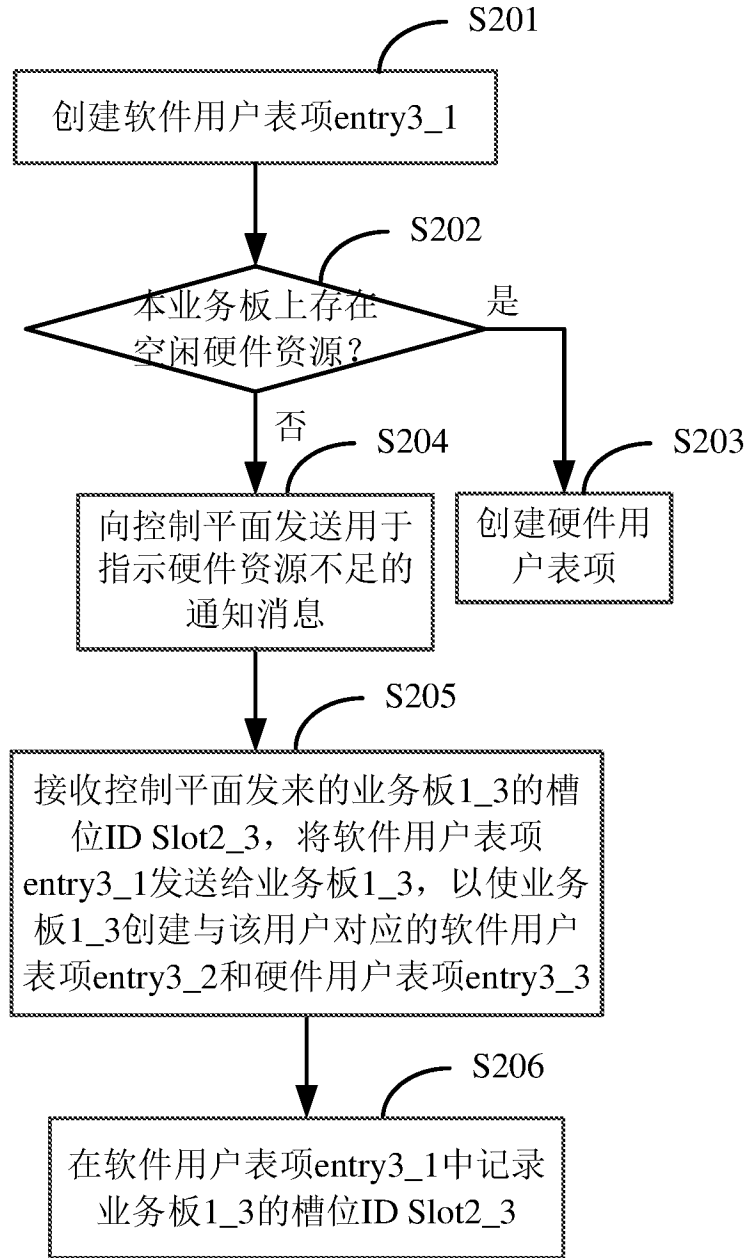 S201
创建软件用户表项entry3_1
S202
本业务板上存在
空闲硬件资源?
是
否
S204
S203
向控制平面发送用于
指示硬件资源不足的
通知消息
创建硬件用
户表项
S205
接收控制平面发来的业务板1_3的槽
位ID Slot2_3，将软件用户表项
entry3_1发送给业务板1_3，以使业务
板1_3创建与该用户对应的软件用户
表项entry3_2和硬件用户表项entry3_3
S206
在软件用户表项entry3_1中记录
业务板1_3的槽位ID Slot2_3